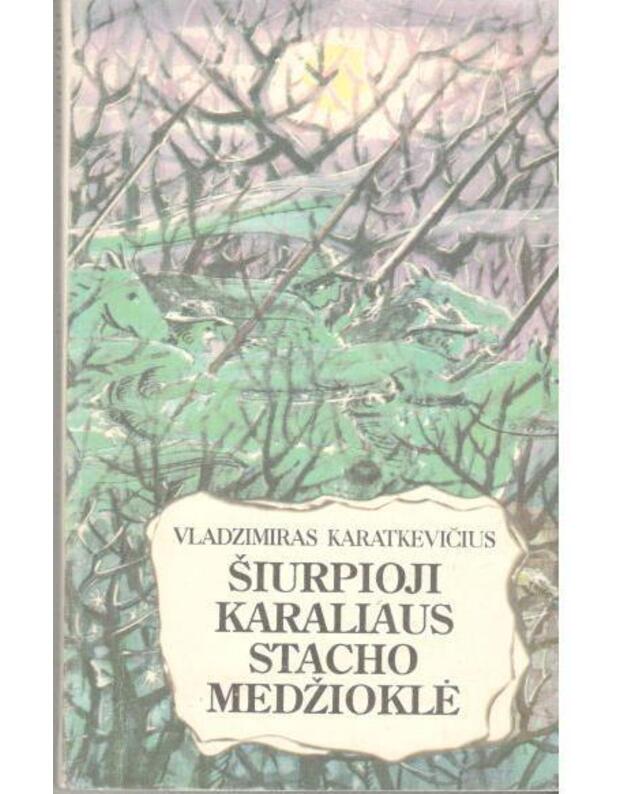 VLADZIMIRAS KARATKEVIČIUS
ŠIURPIOJI
KARALIAUS
STACHO
MEDŽIOKLĖ